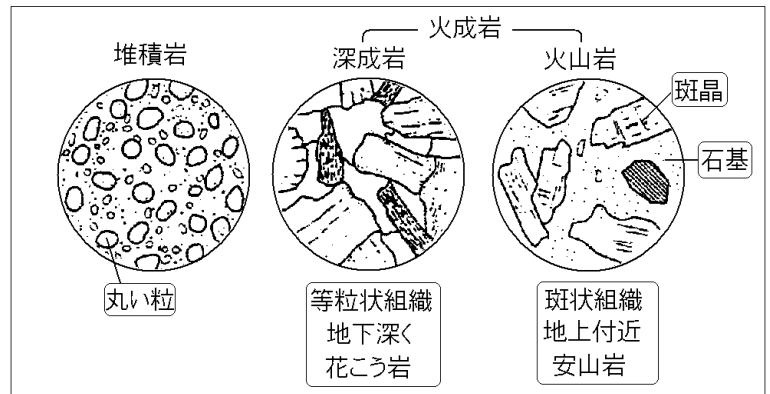 火成岩
堆積岩
深成岩
火山岩
斑晶
石基
丸い粒
等粒状組織
地下深く
花こう岩
斑状組織
地上付近
安山岩